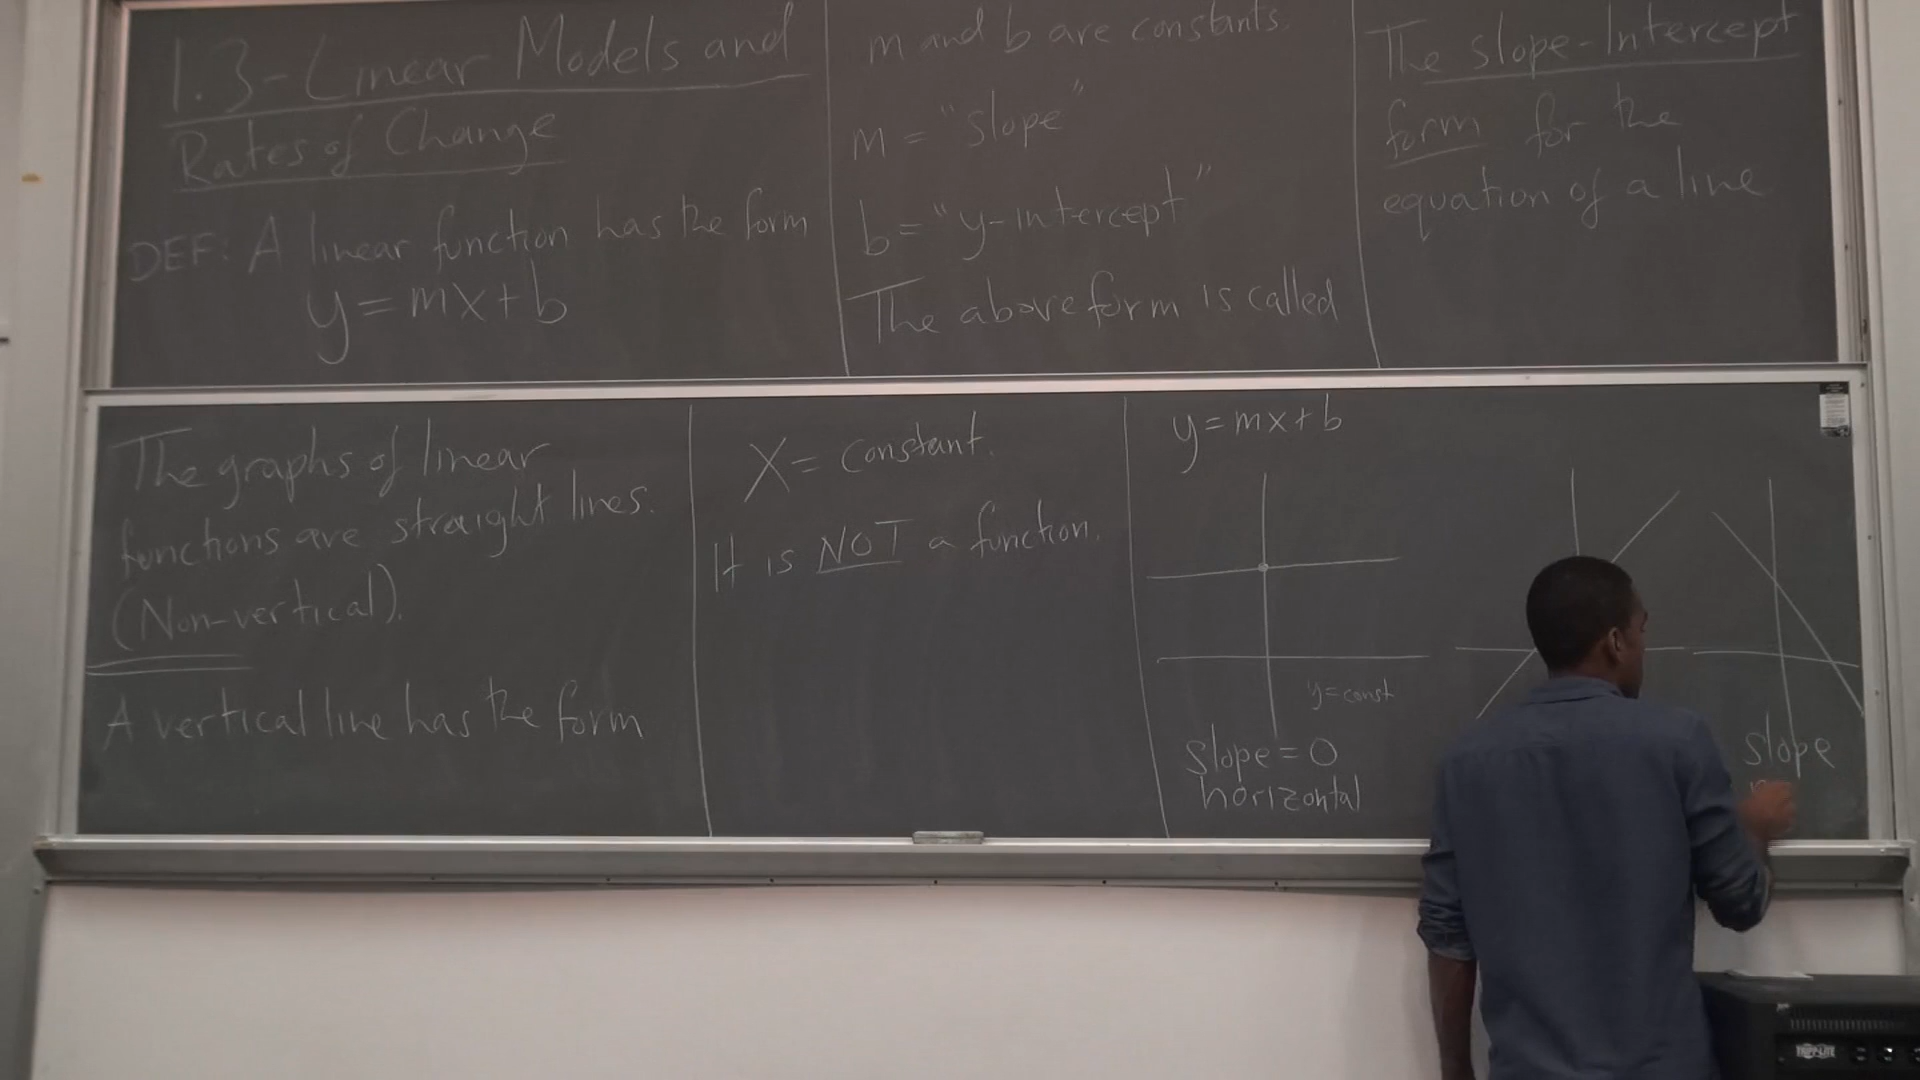 1.3-Linear Models and
Rates of Change
DEF: A linear function has the form
y=mx+b
m and b are constants.
m = "slope"
b = "y-intercept"
The above form is called
The slope-Intercept
form for the
equation of a line
The graphs of linear
functions are straight lines.
(Non-vertical).
A vertical line has the form
X = constant.
It is NOT a function.
y=mx+b
y=const
slope=0
horizontal
slope
TRIPP-LITE